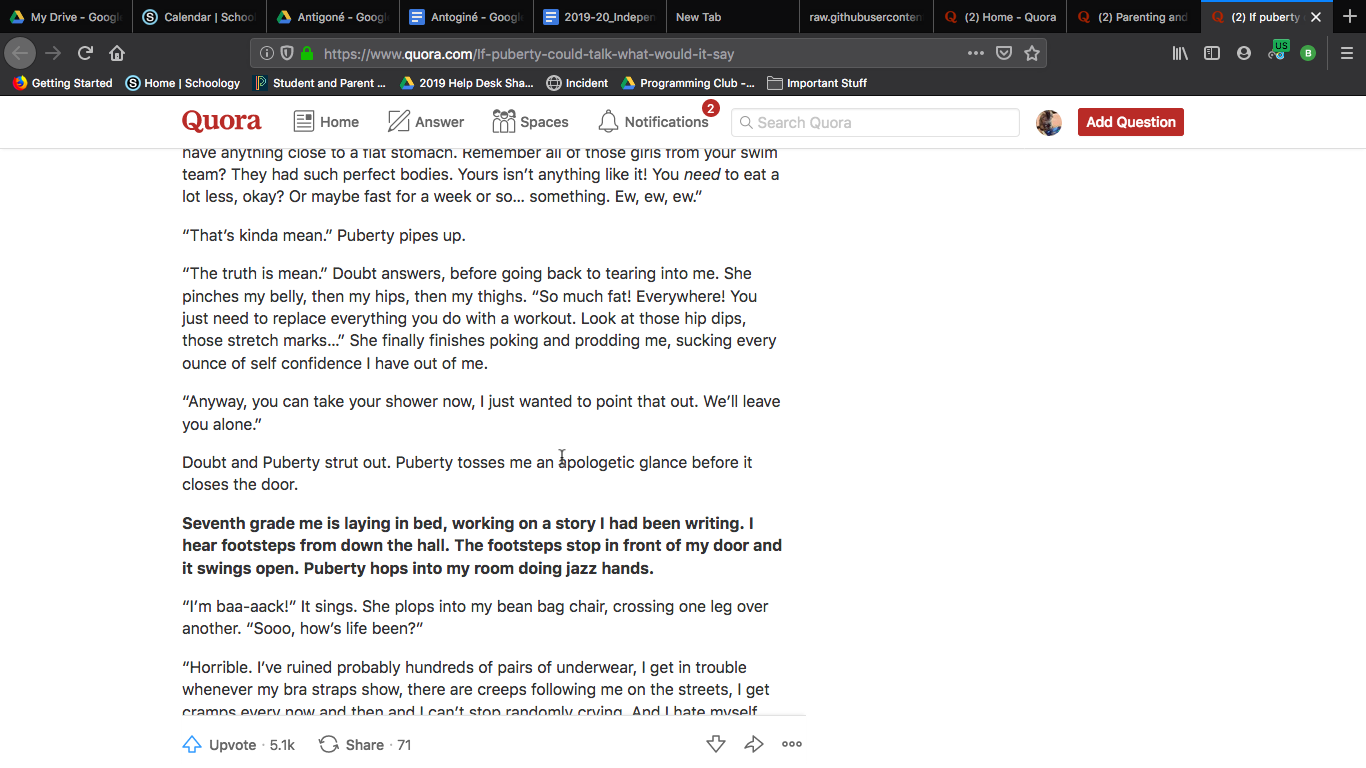 My Drive - Googl
Calendar | School
Antigoné - Googl
Antoginé - Googl
2019-20_Indepen
New Tab
raw.githubusercontent
(2) Home - Quora
(2) Parenting and
(2) If puberty
https://www.quora.com/If-puberty-could-talk-what-would-it-say
US
B
Getting Started
Home | Schoology
Student and Parent ...
2019 Help Desk Sha...
Incident
Programming Club -...
Important Stuff
Quora
Home
Answer
Spaces
Notifications
2
Search Quora
Add Question
have anything close to a flat stomach. Remember all of those girls from your swim
team? They had such perfect bodies. Yours isn’t anything like it! You need to eat a
lot less, okay? Or maybe fast for a week or so… something. Ew, ew, ew.”
“That’s kinda mean.” Puberty pipes up.
“The truth is mean.” Doubt answers, before going back to tearing into me. She
pinches my belly, then my hips, then my thighs. “So much fat! Everywhere! You
just need to replace everything you do with a workout. Look at those hip dips,
those stretch marks…” She finally finishes poking and prodding me, sucking every
ounce of self confidence I have out of me.
“Anyway, you can take your shower now, I just wanted to point that out. We’ll leave
you alone.”
Doubt and Puberty strut out. Puberty tosses me an apologetic glance before it
closes the door.
Seventh grade me is laying in bed, working on a story I had been writing. I
hear footsteps from down the hall. The footsteps stop in front of my door and
it swings open. Puberty hops into my room doing jazz hands.
“I’m baa-aack!” It sings. She plops into my bean bag chair, crossing one leg over
another. “Sooo, how’s life been?”
“Horrible. I’ve ruined probably hundreds of pairs of underwear, I get in trouble
whenever my bra straps show, there are creeps following me on the streets, I get
cramps every now and then and I can’t stop randomly crying. And I hate myself
Upvote · 5.1k
Share · 71